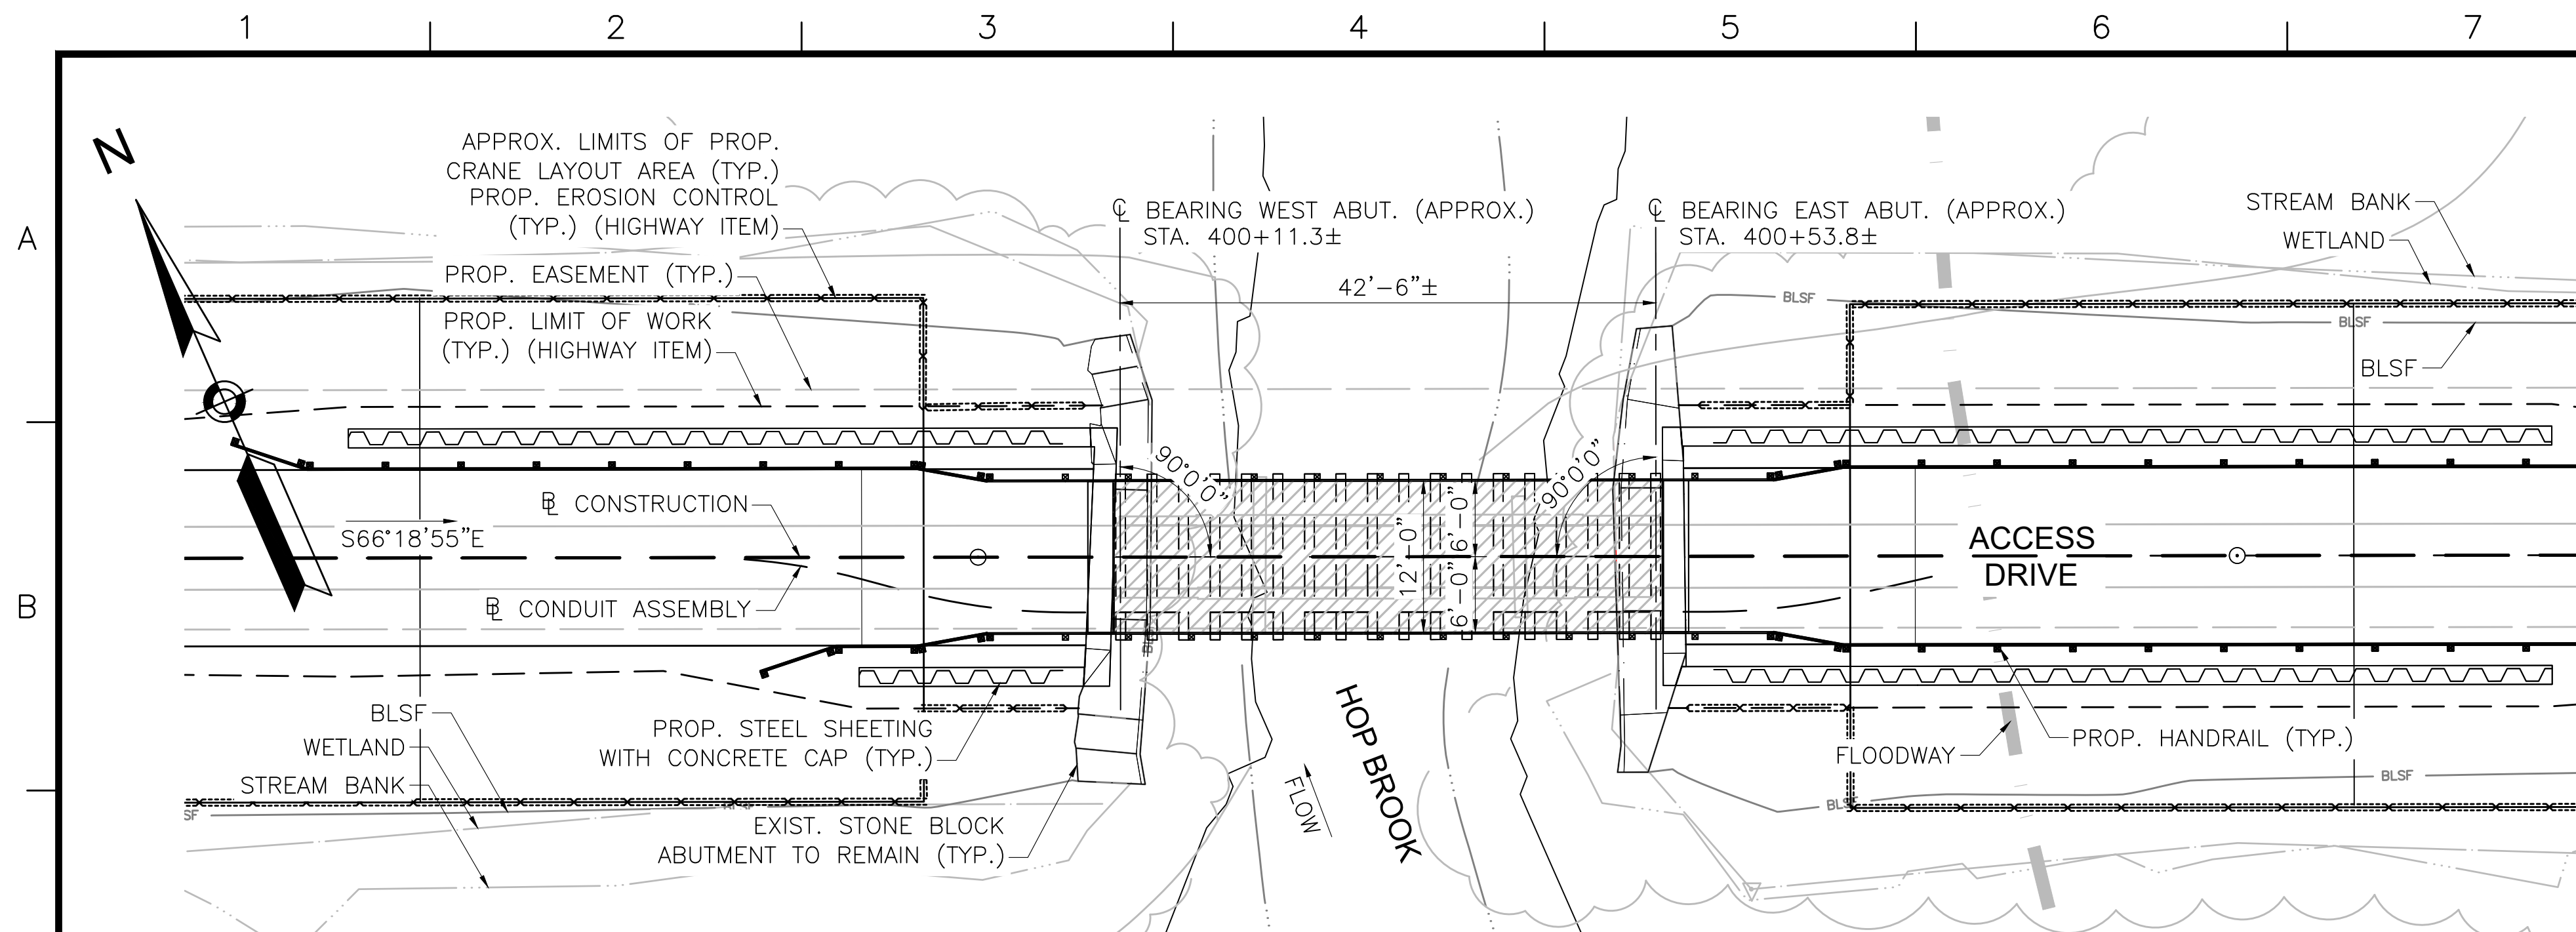 1 2 3 4 5 6 7
A
B
N
APPROX. LIMITS OF PROP.
CRANE LAYOUT AREA (TYP.)
PROP. EROSION CONTROL
(TYP.) (HIGHWAY ITEM)
PROP. EASEMENT (TYP.)
PROP. LIMIT OF WORK
(TYP.) (HIGHWAY ITEM)
℄ BEARING WEST ABUT. (APPROX.)
STA. 400+11.3±
℄ BEARING EAST ABUT. (APPROX.)
STA. 400+53.8±
42'-6"±
STREAM BANK
WETLAND
BLSF
BLSF
BLSF
90°0'0"
90°0'0"
BL CONSTRUCTION
S66°18'55"E
BL CONDUIT ASSEMBLY
12'-0"
6'-0"
6'-0"
ACCESS
DRIVE
BLSF
WETLAND
STREAM BANK
SF
PROP. STEEL SHEETING
WITH CONCRETE CAP (TYP.)
EXIST. STONE BLOCK
ABUTMENT TO REMAIN (TYP.)
FLOW
HOP BROOK
FLOODWAY
PROP. HANDRAIL (TYP.)
BLSF
BLSF